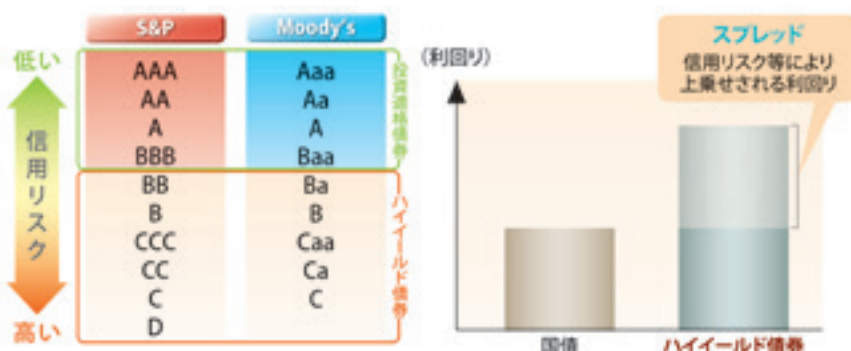 S&P Moody's
低い
AAA Aaa
AA Aa
A A
BBB Baa
BB Ba
B B
CCC Caa
CC Ca
C C
D
高い
信用リスク
投資適格債券
ハイイールド債券
(利回り)
スプレッド
信用リスク等により
上乗せされる利回り
国債 ハイイールド債券